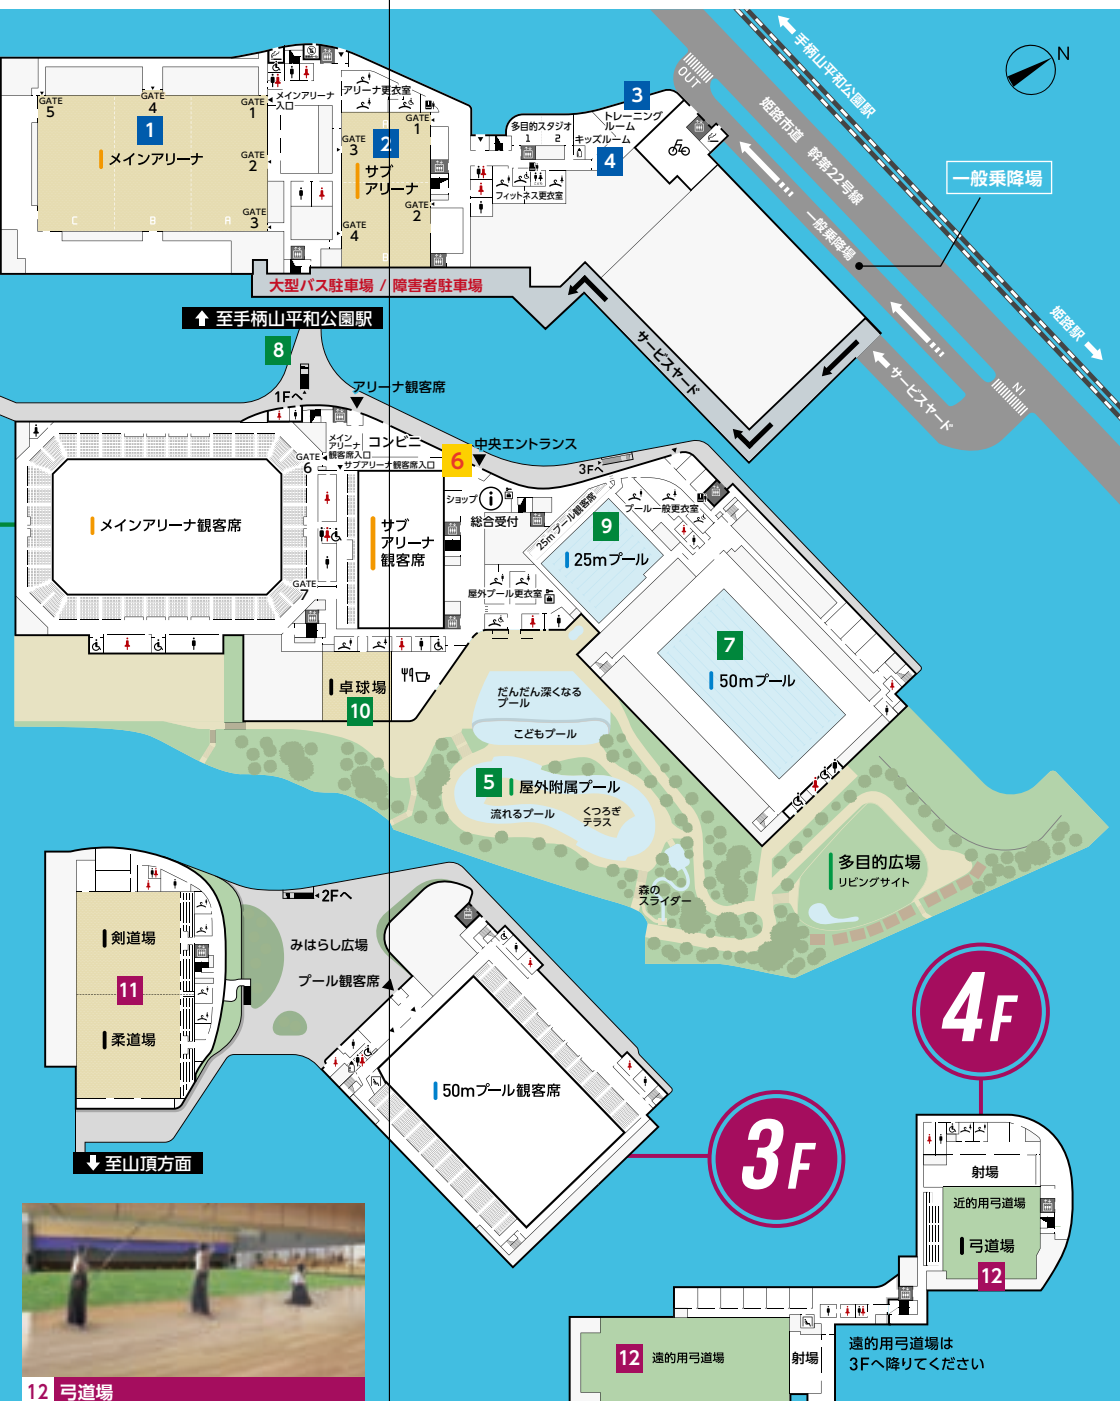 手柄山平和公園駅
N
OUT
姫路市道 幹第22号線
一般乗降場
一般乗降場
姫路駅
サービスヤード
IN
GATE
5
GATE
4
GATE
1
メインアリーナ
入口
アリーナ更衣室
1
メインアリーナ
GATE
2
GATE
3
C
B
A
GATE
3
GATE
1
2
サブ
アリーナ
GATE
2
GATE
4
B
多目的スタジオ
1 2
3
トレーニング
ルーム
キッズルーム
4
フィットネス更衣室
大型バス駐車場 / 障害者駐車場
サービスヤード
至手柄山平和公園駅
8
1Fへ
アリーナ観客席
メイン
アリーナ
観客席入口
コンビニ
サブアリーナ観客席入口
GATE
6
6
中央エントランス
3Fへ
ショップ
総合受付
メインアリーナ観客席
サブ
アリーナ
観客席
GATE
7
25mプール観客席
プール一般更衣室
9
25mプール
屋外プール更衣室
7
50mプール
卓球場
10
だんだん深くなる
プール
こどもプール
5
屋外附属プール
流れるプール
くつろぎ
テラス
森の
スライダー
多目的広場
リビングサイト
2Fへ
みはらし広場
プール観客席
剣道場
11
柔道場
50mプール観客席
至山頂方面
3F
4F
射場
近的用弓道場
弓道場
12
12
遠的用弓道場
射場
遠的用弓道場は
3Fへ降りてください
12 弓道場